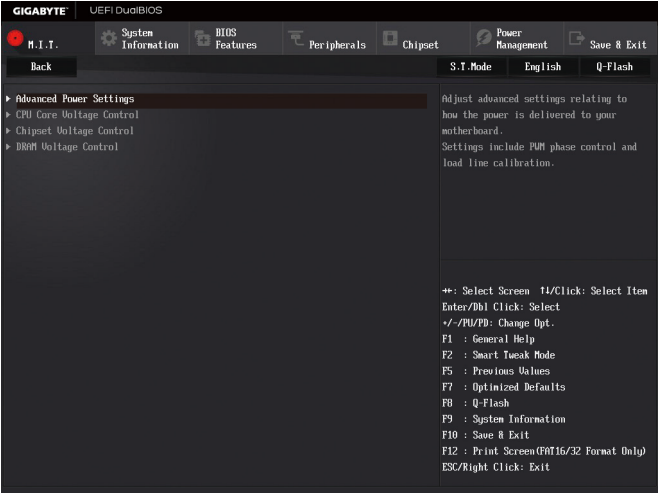 GIGABYTE™ UEFI DualBIOS
M.I.T.
System Information
BIOS Features
Peripherals
Chipset
Power Management
Save & Exit
Back
S.T.Mode English Q-Flash
Advanced Power Settings
CPU Core Voltage Control
Chipset Voltage Control
DRAM Voltage Control
Adjust advanced settings relating to
how the power is delivered to your
motherboard.
Settings include PWM phase control and
load line calibration.
→←: Select Screen ↑↓/Click: Select Item
Enter/Dbl Click: Select
+/-/PU/PD: Change Opt.
F1 : General Help
F2 : Smart Tweak Mode
F5 : Previous Values
F7 : Optimized Defaults
F8 : Q-Flash
F9 : System Information
F10 : Save & Exit
F12 : Print Screen(FAT16/32 Format Only)
ESC/Right Click: Exit